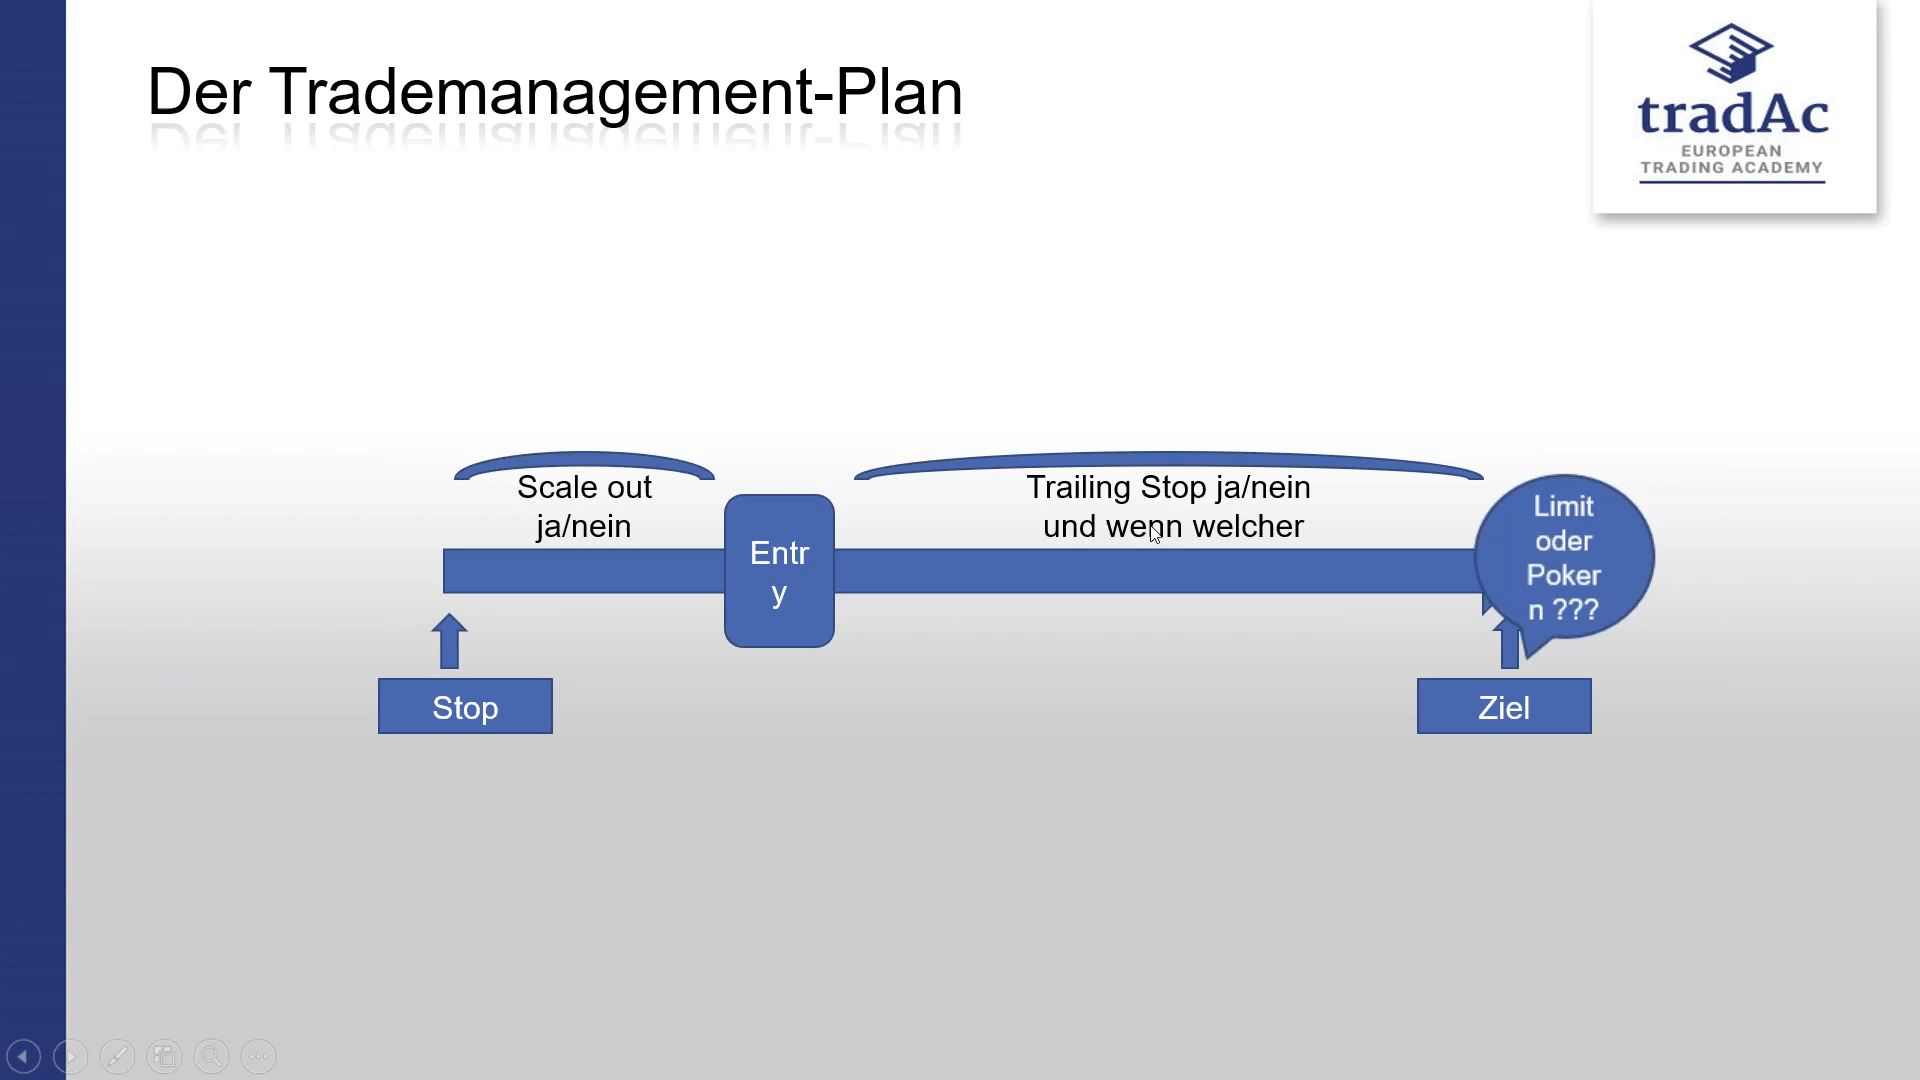 Der Trademanagement-Plan
tradAc
EUROPEAN
TRADING ACADEMY
Scale out
ja/nein
Trailing Stop ja/nein
und wenn welcher
Entr
y
Limit
oder
Poker
n ???
Stop
Ziel